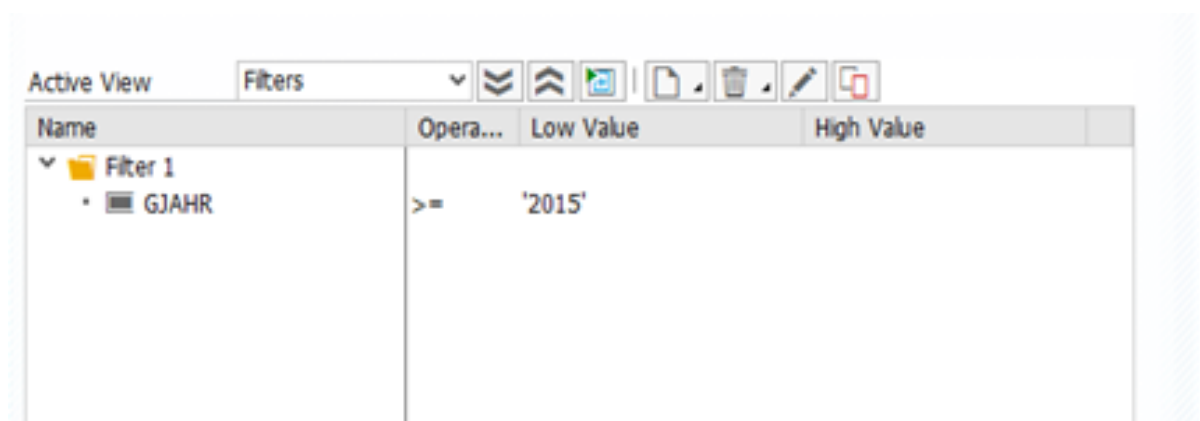 Active View Filters
Name Opera... Low Value High Value
Filter 1
GJAHR >= '2015'